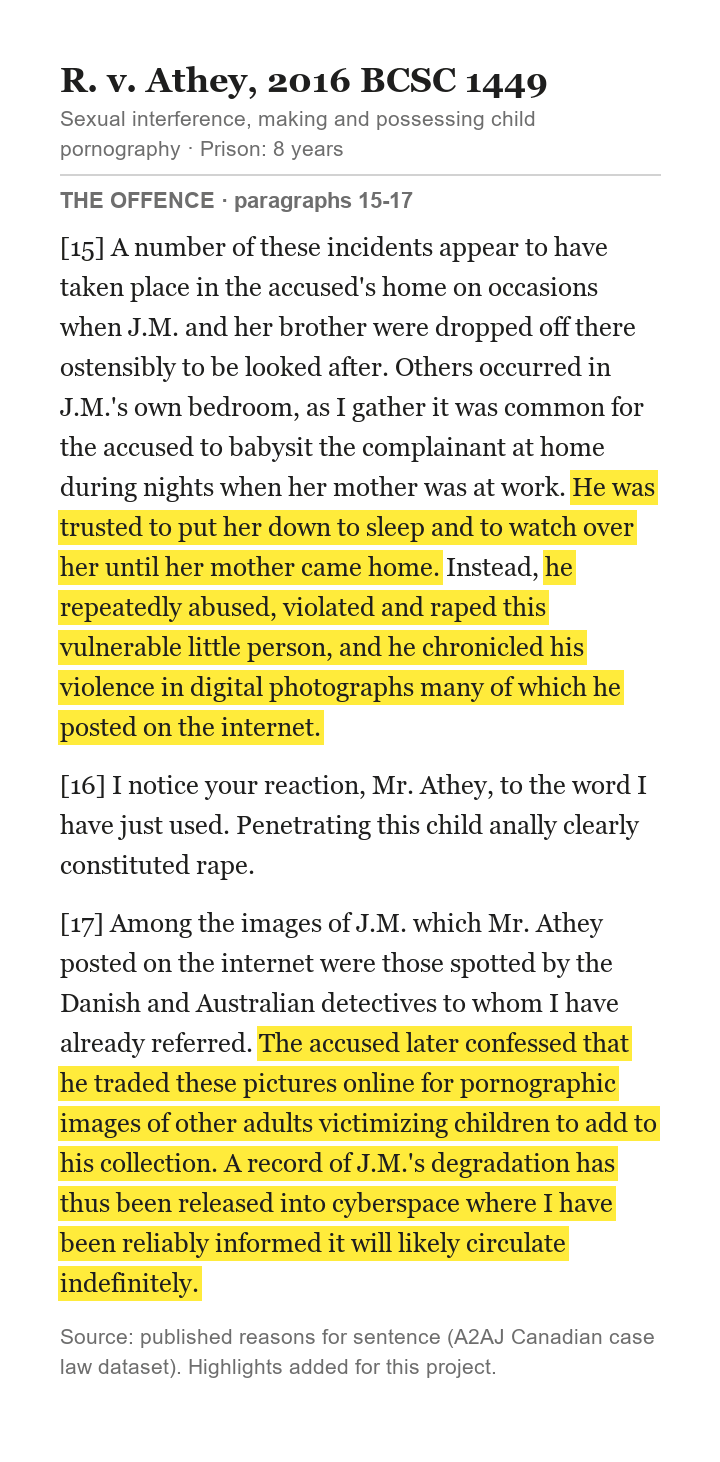 R. v. Athey, 2016 BCSC 1449
Sexual interference, making and possessing child
pornography · Prison: 8 years
THE OFFENCE · paragraphs 15-17
[15] A number of these incidents appear to have
taken place in the accused's home on occasions
when J.M. and her brother were dropped off there
ostensibly to be looked after. Others occurred in
J.M.'s own bedroom, as I gather it was common for
the accused to babysit the complainant at home
during nights when her mother was at work. He was
trusted to put her down to sleep and to watch over
her until her mother came home. Instead, he
repeatedly abused, violated and raped this
vulnerable little person, and he chronicled his
violence in digital photographs many of which he
posted on the internet.
[16] I notice your reaction, Mr. Athey, to the word I
have just used. Penetrating this child anally clearly
constituted rape.
[17] Among the images of J.M. which Mr. Athey
posted on the internet were those spotted by the
Danish and Australian detectives to whom I have
already referred. The accused later confessed that
he traded these pictures online for pornographic
images of other adults victimizing children to add to
his collection. A record of J.M.'s degradation has
thus been released into cyberspace where I have
been reliably informed it will likely circulate
indefinitely.
Source: published reasons for sentence (A2AJ Canadian case
law dataset). Highlights added for this project.